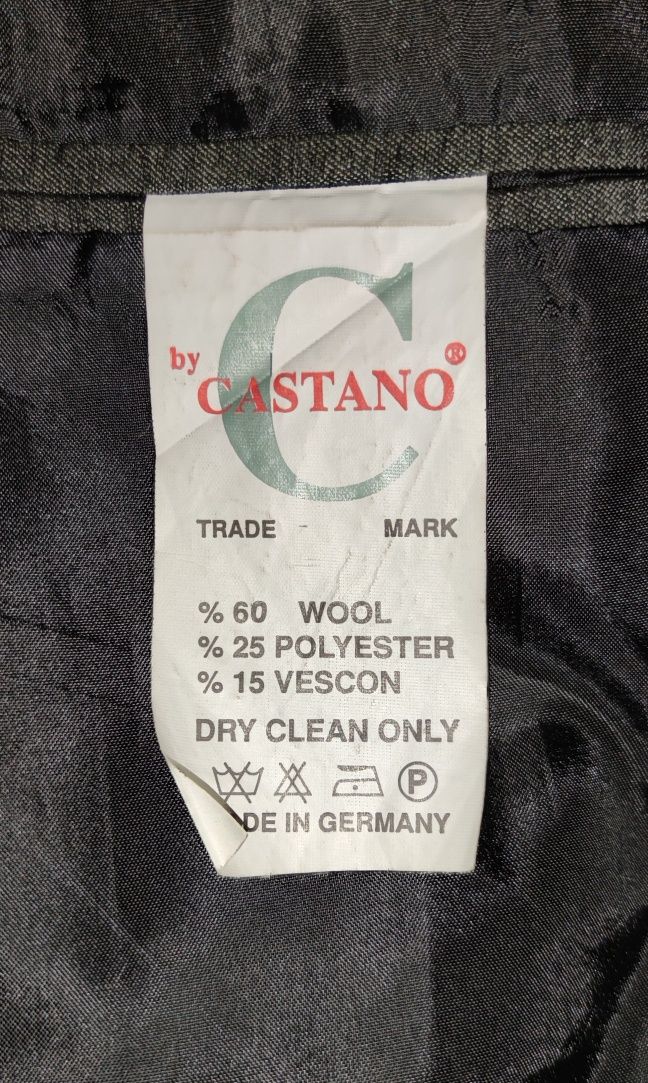 C
by CASTANO®
TRADE - MARK
% 60 WOOL
% 25 POLYESTER
% 15 VESCON
DRY CLEAN ONLY
P
DE IN GERMANY